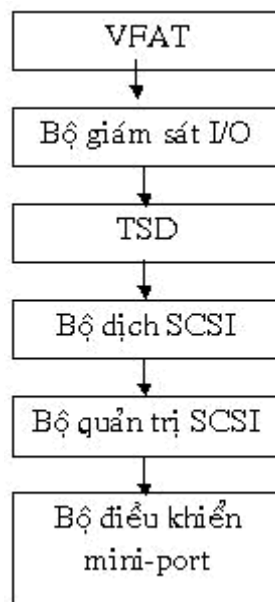 VFAT
Bộ giám sát I/O
TSD
Bộ dịch SCSI
Bộ quản trị SCSI
Bộ điều khiển
mini-port